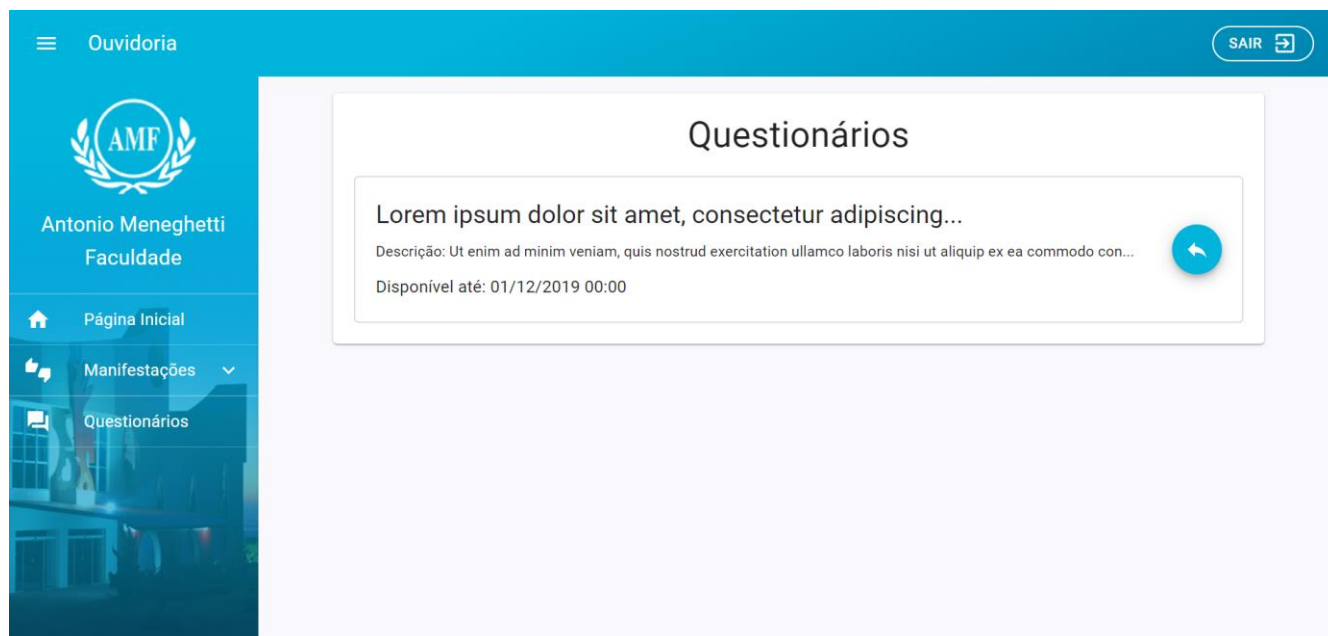 Ouvidoria
SAIR
AMF
Antonio Meneghetti
Faculdade
Página Inicial
Manifestações
Questionários
Questionários
Lorem ipsum dolor sit amet, consectetur adipiscing...
Descrição: Ut enim ad minim veniam, quis nostrud exercitation ullamco laboris nisi ut aliquip ex ea commodo con...
Disponível até: 01/12/2019 00:00